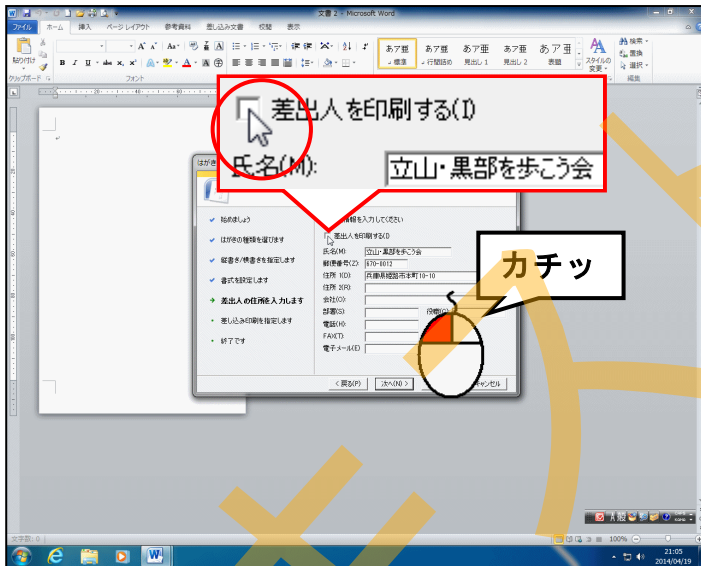 文書 2 - Microsoft Word
ファイル ホーム 挿入 ページ レイアウト 参考資料 差し込み文書 校閲 表示
貼り付け
クリップボード
フォント
あア亜 あア亜 あア亜 あア亜 あア亜
標準 行間詰め 見出し 1 見出し 2 表題
スタイルの変更
検索
置換
選択
編集
差出人を印刷する(I)
氏名(M): 立山・黒部を歩こう会
はがき
始めましょう
はがきの種類を選びます
縦書き/横書きを指定します
書式を設定します
差出人の住所を入力します
差し込み印刷を指定します
終了です
情報を入力してください
差出人を印刷する(I)
氏名(M): 立山・黒部を歩こう会
郵便番号(Z): 670-0012
住所 1(D): 兵庫県姫路市本町10-10
住所 2(R):
会社(O):
部署(S): 役職(
電話(H):
FAX(T):
電子メール(E)
< 戻る(P) 次へ(N) > キャンセル
カチッ
文字数: 0
100%
A 般
21:05
2014/04/19